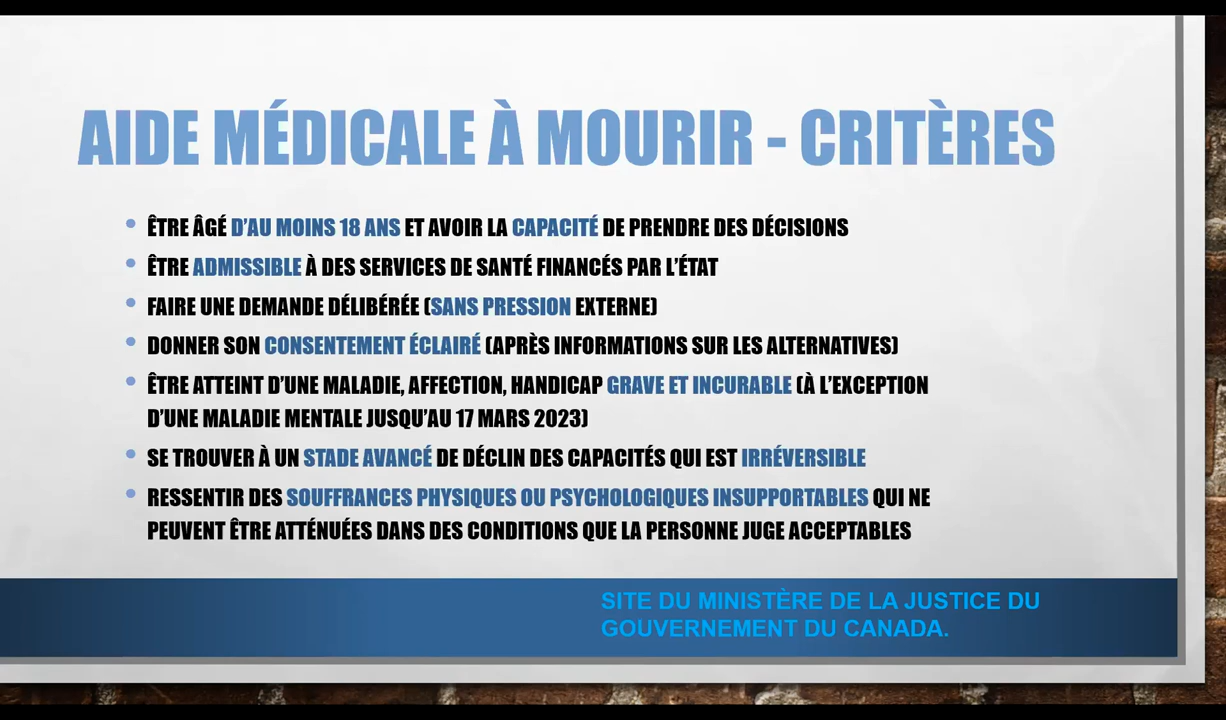 AIDE MÉDICALE À MOURIR - CRITÈRES
• ÊTRE ÂGÉ D'AU MOINS 18 ANS ET AVOIR LA CAPACITÉ DE PRENDRE DES DÉCISIONS
• ÊTRE ADMISSIBLE À DES SERVICES DE SANTÉ FINANCÉS PAR L'ÉTAT
• FAIRE UNE DEMANDE DÉLIBÉRÉE (SANS PRESSION EXTERNE)
• DONNER SON CONSENTEMENT ÉCLAIRÉ (APRÈS INFORMATIONS SUR LES ALTERNATIVES)
• ÊTRE ATTEINT D'UNE MALADIE, AFFECTION, HANDICAP GRAVE ET INCURABLE (À L'EXCEPTION
D'UNE MALADIE MENTALE JUSQU'AU 17 MARS 2023)
• SE TROUVER À UN STADE AVANCÉ DE DÉCLIN DES CAPACITÉS QUI EST IRRÉVERSIBLE
• RESSENTIR DES SOUFFRANCES PHYSIQUES OU PSYCHOLOGIQUES INSUPPORTABLES QUI NE
PEUVENT ÊTRE ATTÉNUÉES DANS DES CONDITIONS QUE LA PERSONNE JUGE ACCEPTABLES
SITE DU MINISTÈRE DE LA JUSTICE DU
GOUVERNEMENT DU CANADA.